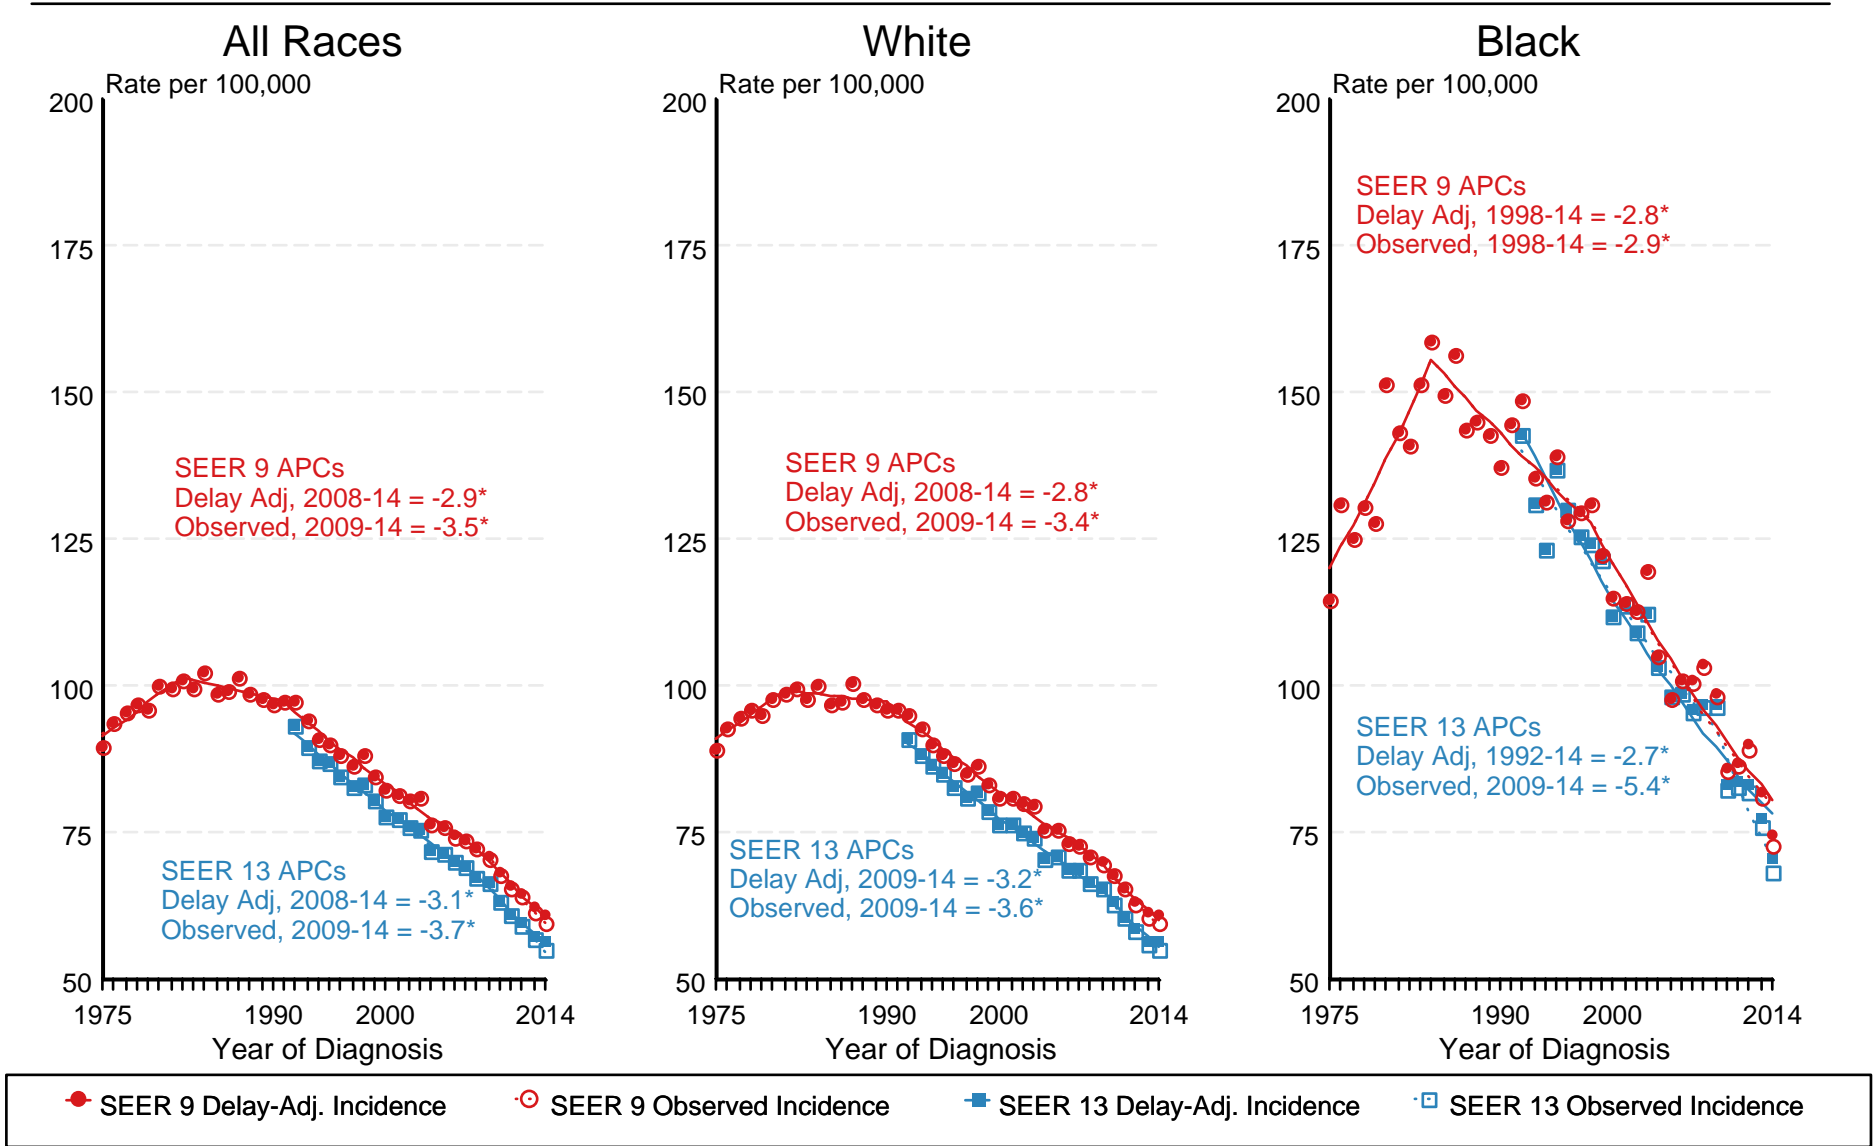 All Races
Rate per 100,000
200
175
150
125
100
75
50
SEER 9 APCs
Delay Adj, 2008-14 = -2.9*
Observed, 2009-14 = -3.5*
SEER 13 APCs
Delay Adj, 2008-14 = -3.1*
Observed, 2009-14 = -3.7*
1975 1990 2000 2014
Year of Diagnosis
White
Rate per 100,000
200
175
150
125
100
75
50
SEER 9 APCs
Delay Adj, 2008-14 = -2.8*
Observed, 2009-14 = -3.4*
SEER 13 APCs
Delay Adj, 2009-14 = -3.2*
Observed, 2009-14 = -3.6*
1975 1990 2000 2014
Year of Diagnosis
Black
Rate per 100,000
200
175
150
125
100
75
50
SEER 9 APCs
Delay Adj, 1998-14 = -2.8*
Observed, 1998-14 = -2.9*
SEER 13 APCs
Delay Adj, 1992-14 = -2.7*
Observed, 2009-14 = -5.4*
1975 1990 2000 2014
Year of Diagnosis
SEER 9 Delay-Adj. Incidence
SEER 9 Observed Incidence
SEER 13 Delay-Adj. Incidence
SEER 13 Observed Incidence